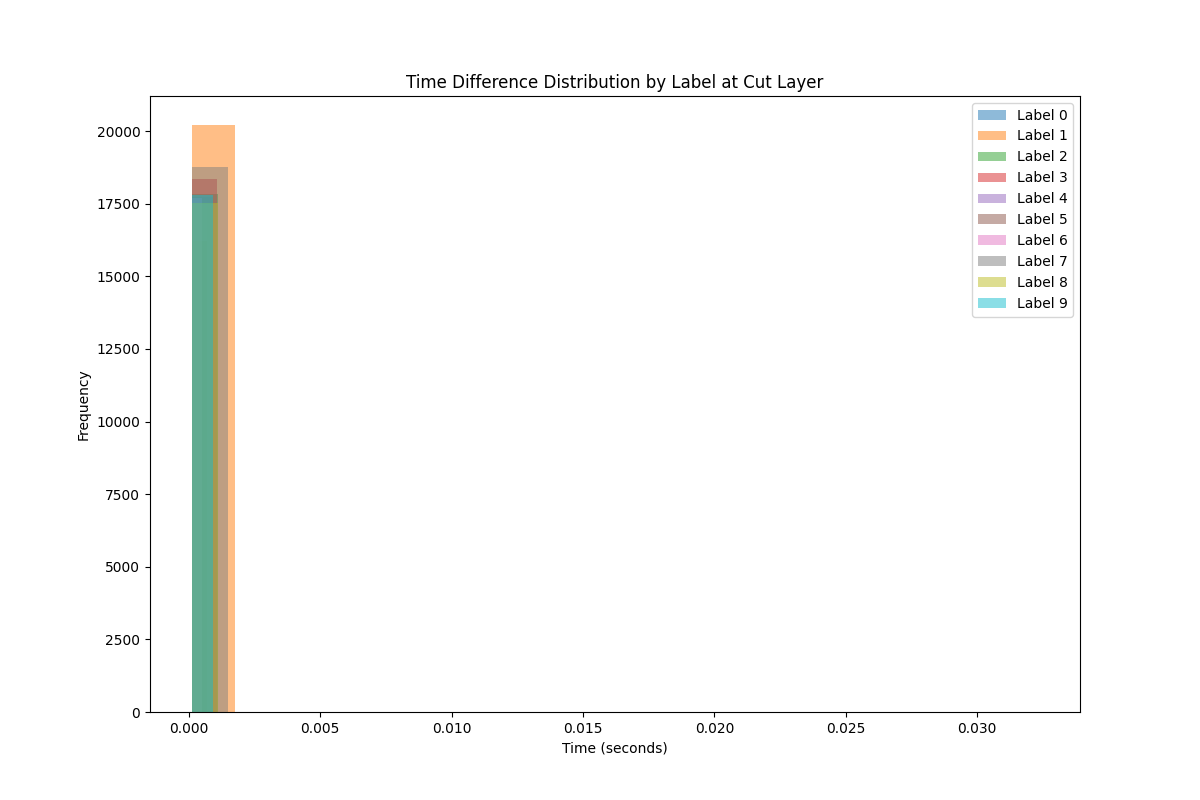 Time Difference Distribution by Label at Cut Layer
20000
17500
15000
12500
10000
7500
5000
2500
0
Frequency
0.000 0.005 0.010 0.015 0.020 0.025 0.030
Time (seconds)
Label 0
Label 1
Label 2
Label 3
Label 4
Label 5
Label 6
Label 7
Label 8
Label 9